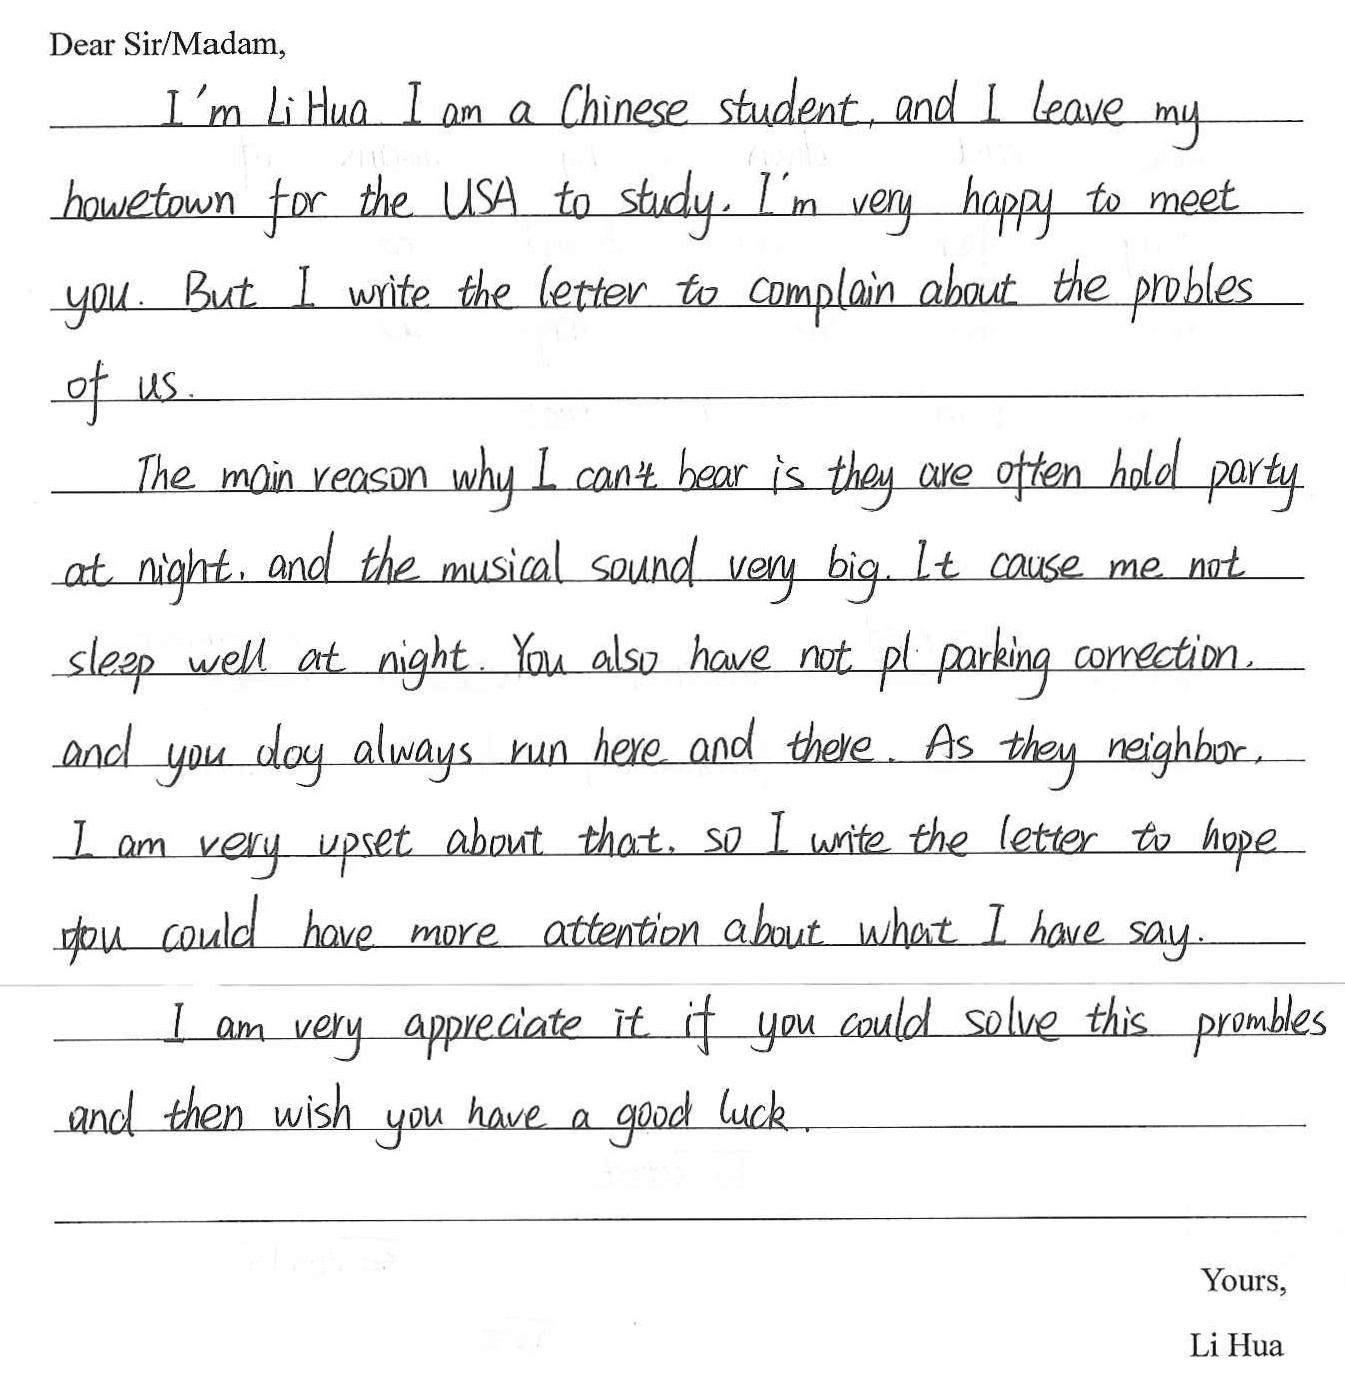 Dear Sir/Madam,
I'm Li Hua I am a Chinese student, and I leave my
howetown for the USA to study. I'm very happy to meet
you. But I write the letter to complain about the probles
of us.
The main reason why I can't bear is they are often hold party
at night. and the musical sound very big. It cause me not
sleep well at night. You also have not pl parking correction.
and you dog always run here and there. As they neighbor,
I am very upset about that. so I write the letter to hope
you could have more attention about what I have say.
I am very appreciate it if you could solve this prombles
and then wish you have a good luck.
Yours,
Li Hua